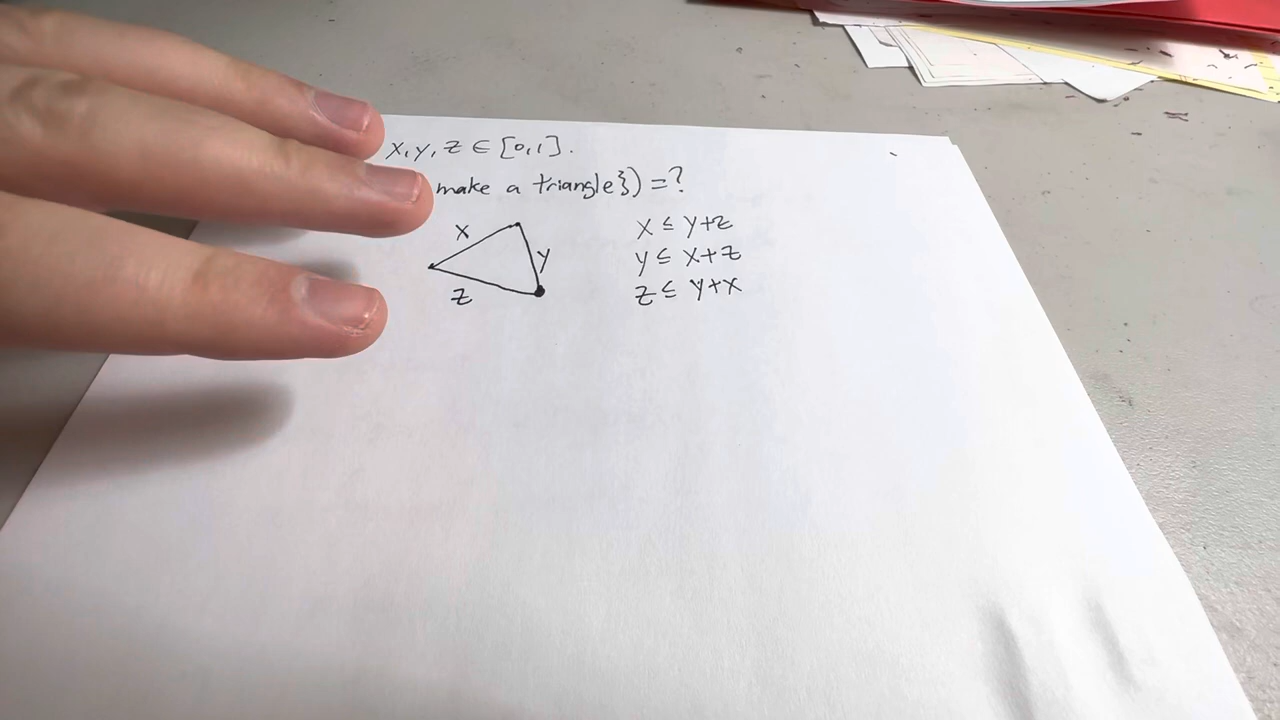 x, y, z ∈ [0,1].
make a triangle}) = ?
x
y
z
x ≤ y+z
y ≤ x+z
z ≤ y+x